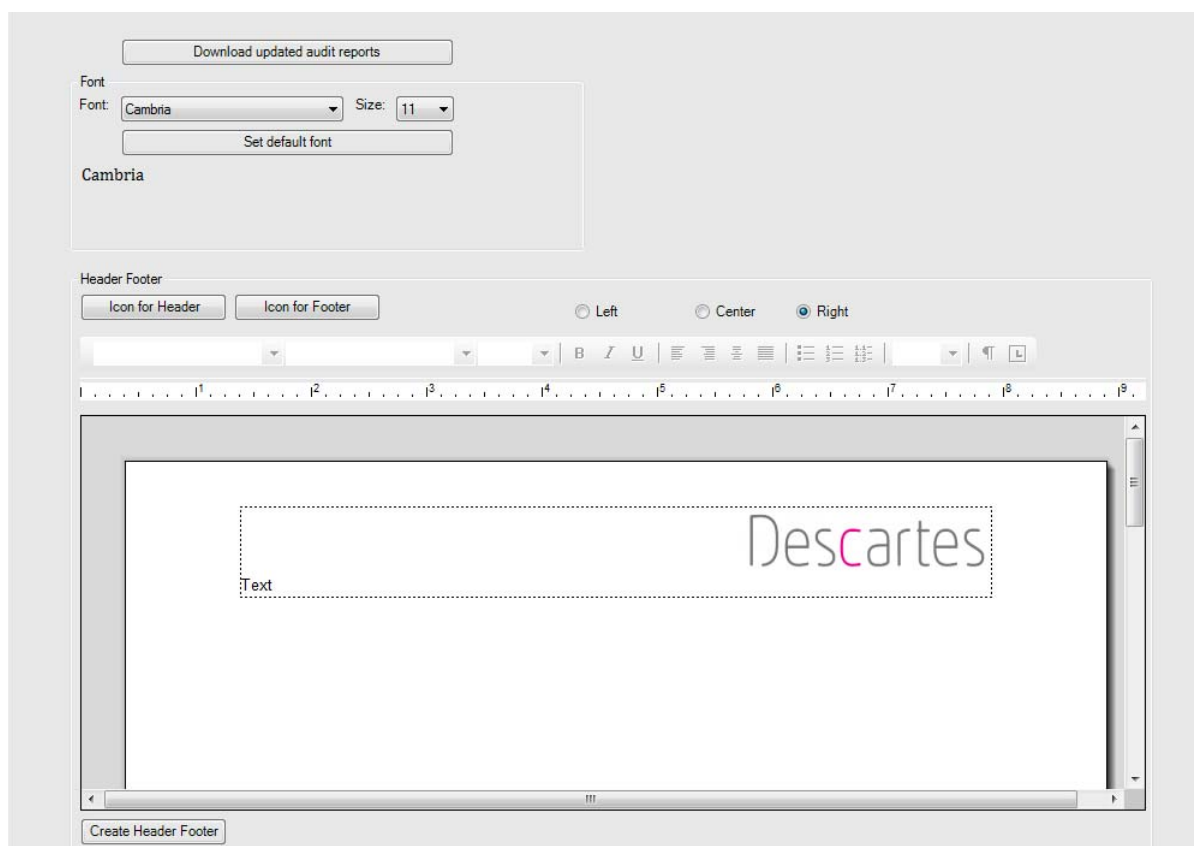 Download updated audit reports
Font
Font: Cambria Size: 11
Set default font
Cambria
Header Footer
Icon for Header Icon for Footer Left Center Right
B I U ¶ L
1 2 3 4 5 6 7 8 9
Descartes
Text
Create Header Footer